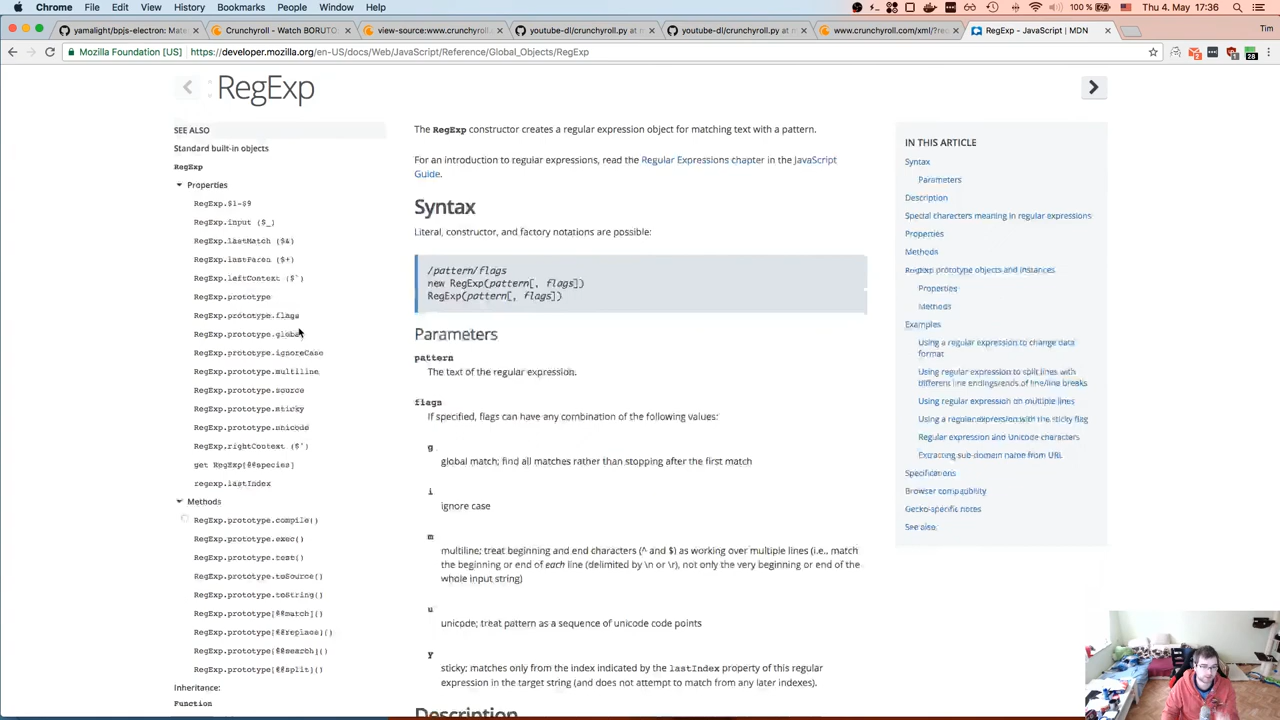 Chrome File Edit View History Bookmarks People Window Help 100 % Thu 4. May 17:36
yamalight/bpjs-electron: Mate
Crunchyroll - Watch BORUTO
view-source:www.crunchyroll.
youtube-dl/crunchyroll.py at m
youtube-dl/crunchyroll.py at m
www.crunchyroll.com/xml/?re
RegExp - JavaScript | MDN
Tim
Mozilla Foundation [US] https://developer.mozilla.org/en-US/docs/Web/JavaScript/Reference/Global_Objects/RegExp
RegExp
SEE ALSO
Standard built-in objects
RegExp
Properties
RegExp.$1-$9
RegExp.input ($_)
RegExp.lastMatch ($&)
RegExp.lastParen ($+)
RegExp.leftContext ($`)
RegExp.prototype
RegExp.prototype.flags
RegExp.prototype.global
RegExp.prototype.ignoreCase
RegExp.prototype.multiline
RegExp.prototype.source
RegExp.prototype.sticky
RegExp.prototype.unicode
RegExp.rightContext ($')
get RegExp[@@species]
regexp.lastIndex
Methods
RegExp.prototype.compile()
RegExp.prototype.exec()
RegExp.prototype.test()
RegExp.prototype.toSource()
RegExp.prototype.toString()
RegExp.prototype[@@match]()
RegExp.prototype[@@replace]()
RegExp.prototype[@@search]()
RegExp.prototype[@@split]()
Inheritance:
Function
The RegExp constructor creates a regular expression object for matching text with a pattern.
For an introduction to regular expressions, read the Regular Expressions chapter in the JavaScript
Guide.
Syntax
Literal, constructor, and factory notations are possible:
/pattern/flags
new RegExp(pattern[, flags])
RegExp(pattern[, flags])
Parameters
pattern
The text of the regular expression.
flags
If specified, flags can have any combination of the following values:
g
global match; find all matches rather than stopping after the first match
i
ignore case
m
multiline; treat beginning and end characters (^ and $) as working over multiple lines (i.e., match
the beginning or end of each line (delimited by \n or \r), not only the very beginning or end of the
whole input string)
u
unicode; treat pattern as a sequence of unicode code points
y
sticky; matches only from the index indicated by the lastIndex property of this regular
expression in the target string (and does not attempt to match from any later indexes).
Description
IN THIS ARTICLE
Syntax
Parameters
Description
Special characters meaning in regular expressions
Properties
Methods
RegExp prototype objects and instances
Properties
Methods
Examples
Using a regular expression to change data
format
Using regular expression to split lines with
different line endings/ends of line/line breaks
Using regular expression on multiple lines
Using a regular expression with the sticky flag
Regular expression and Unicode characters
Extracting sub-domain name from URL
Specifications
Browser compatibility
Gecko-specific notes
See also